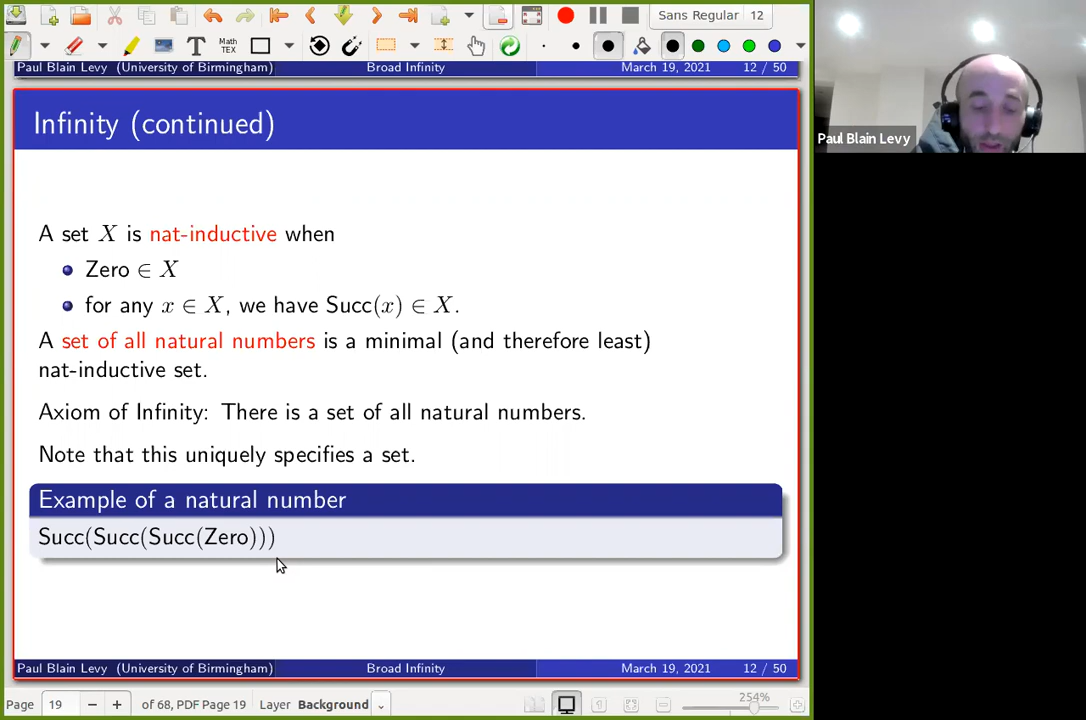 Sans Regular 12
Math TEX
Paul Blain Levy (University of Birmingham) Broad Infinity March 19, 2021 12 / 50
Infinity (continued)
A set X is nat-inductive when
Zero ∈ X
for any x ∈ X, we have Succ(x) ∈ X.
A set of all natural numbers is a minimal (and therefore least)
nat-inductive set.
Axiom of Infinity: There is a set of all natural numbers.
Note that this uniquely specifies a set.
Example of a natural number
Succ(Succ(Succ(Zero)))
Paul Blain Levy (University of Birmingham) Broad Infinity March 19, 2021 12 / 50
Page 19 of 68, PDF Page 19 Layer Background 254%
Paul Blain Levy